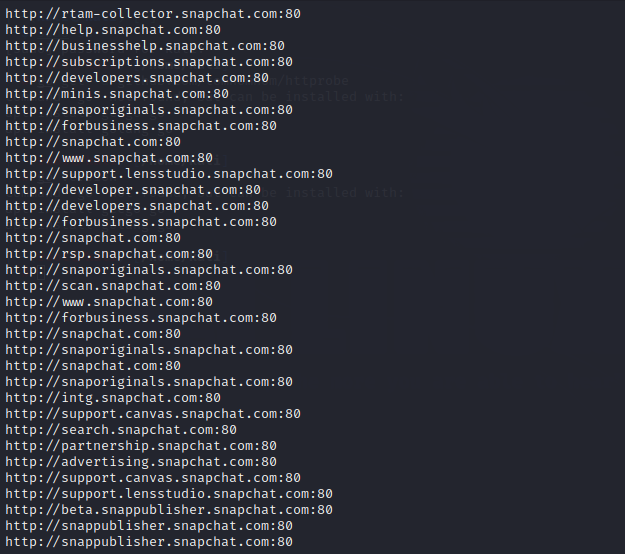 http://rtam-collector.snapchat.com:80
http://help.snapchat.com:80
http://businesshelp.snapchat.com:80
http://subscriptions.snapchat.com:80
http://developers.snapchat.com:80
http://minis.snapchat.com:80
http://snaporiginals.snapchat.com:80
http://forbusiness.snapchat.com:80
http://snapchat.com:80
http://www.snapchat.com:80
http://support.lensstudio.snapchat.com:80
http://developer.snapchat.com:80
http://developers.snapchat.com:80
http://forbusiness.snapchat.com:80
http://snapchat.com:80
http://rsp.snapchat.com:80
http://snaporiginals.snapchat.com:80
http://scan.snapchat.com:80
http://www.snapchat.com:80
http://forbusiness.snapchat.com:80
http://snapchat.com:80
http://snaporiginals.snapchat.com:80
http://snapchat.com:80
http://snaporiginals.snapchat.com:80
http://intg.snapchat.com:80
http://support.canvas.snapchat.com:80
http://search.snapchat.com:80
http://partnership.snapchat.com:80
http://advertising.snapchat.com:80
http://support.canvas.snapchat.com:80
http://support.lensstudio.snapchat.com:80
http://beta.snappublisher.snapchat.com:80
http://snappublisher.snapchat.com:80
http://snappublisher.snapchat.com:80